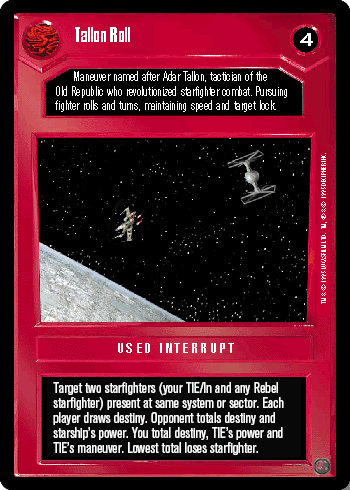 Tallon Roll
4
Maneuver named after Adar Tallon, tactician of the
Old Republic who revolutionized starfighter combat. Pursuing
fighter rolls and turns, maintaining speed and target lock.
USED INTERRUPT
Target two starfighters (your TIE/ln and any Rebel
starfighter) present at same system or sector. Each
player draws destiny. Opponent totals destiny and
starship's power. You total destiny, TIE's power and
TIE's maneuver. Lowest total loses starfighter.